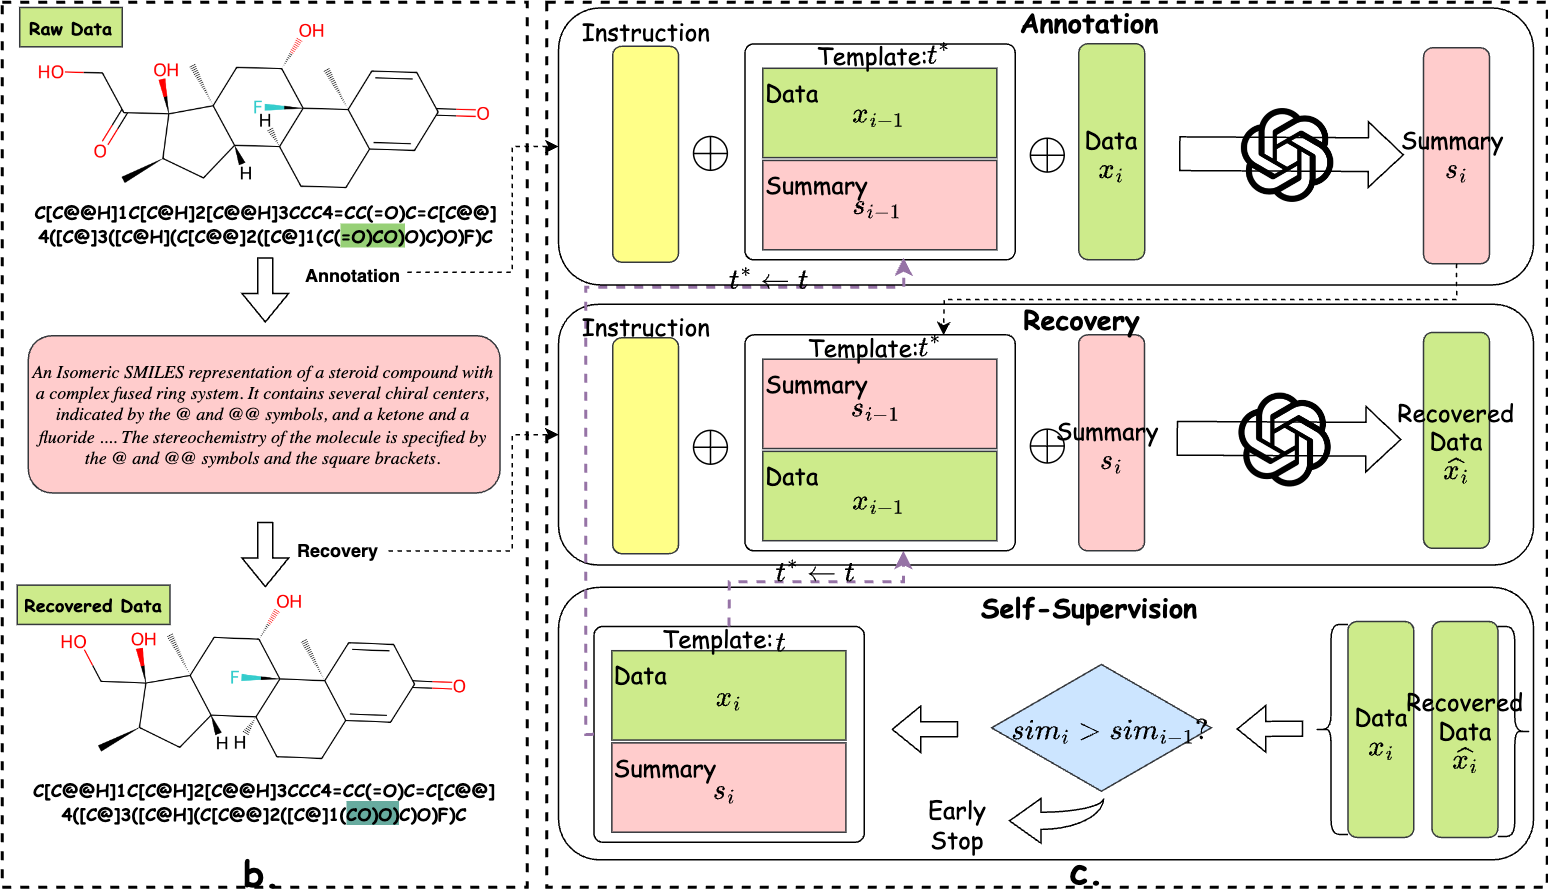 Raw Data
OH
HO
OH
F
H
O
O
H
C[C@@H]1C[C@H]2[C@@H]3CCC4=CC(=O)C=C[C@@]
4([C@]3([C@H](C[C@@]2([C@]1(C(=O)CO)O)C)O)F)C
Annotation
An Isomeric SMILES representation of a steroid compound with
a complex fused ring system. It contains several chiral centers,
indicated by the @ and @@ symbols, and a ketone and a
fluoride .... The stereochemistry of the molecule is specified by
the @ and @@ symbols and the square brackets.
Recovery
Recovered Data
OH
HO
OH
F
O
H H
C[C@@H]1C[C@H]2[C@@H]3CCC4=CC(=O)C=C[C@@]
4([C@]3([C@H](C[C@@]2([C@]1(CO)O)C)O)F)C
b.
Annotation
Instruction
Template: t*
Data
x_{i-1}
Summary
s_{i-1}
Data
x_i
Summary
s_i
t* ← t
Recovery
Instruction
Template: t*
Summary
s_{i-1}
Data
x_{i-1}
Summary
s_i
Recovered
Data
\widehat{x_i}
t* ← t
Self-Supervision
Template: t
Data
x_i
Summary
s_i
sim_i > sim_{i-1}?
Early
Stop
Data
x_i
Recovered
Data
\widehat{x_i}
c.